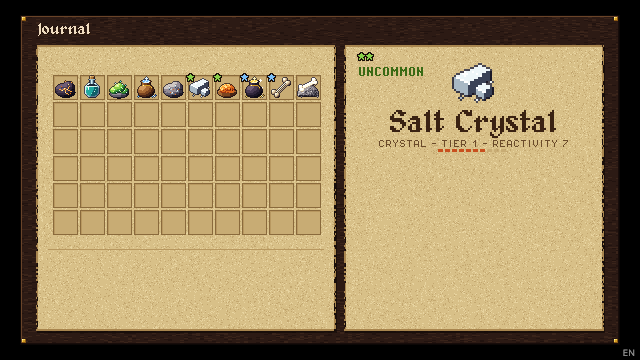 Journal
UNCOMMON
Salt Crystal
CRYSTAL - TIER 1 - REACTIVITY 7
EN